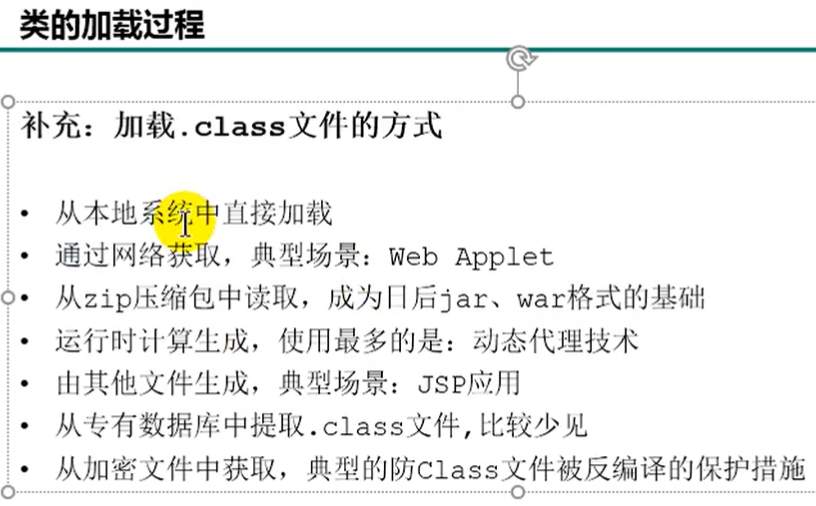 类的加载过程
补充：加载.class文件的方式
• 从本地系统中直接加载
• 通过网络获取，典型场景：Web Applet
• 从zip压缩包中读取，成为日后jar、war格式的基础
• 运行时计算生成，使用最多的是：动态代理技术
• 由其他文件生成，典型场景：JSP应用
• 从专有数据库中提取.class文件,比较少见
• 从加密文件中获取，典型的防Class文件被反编译的保护措施